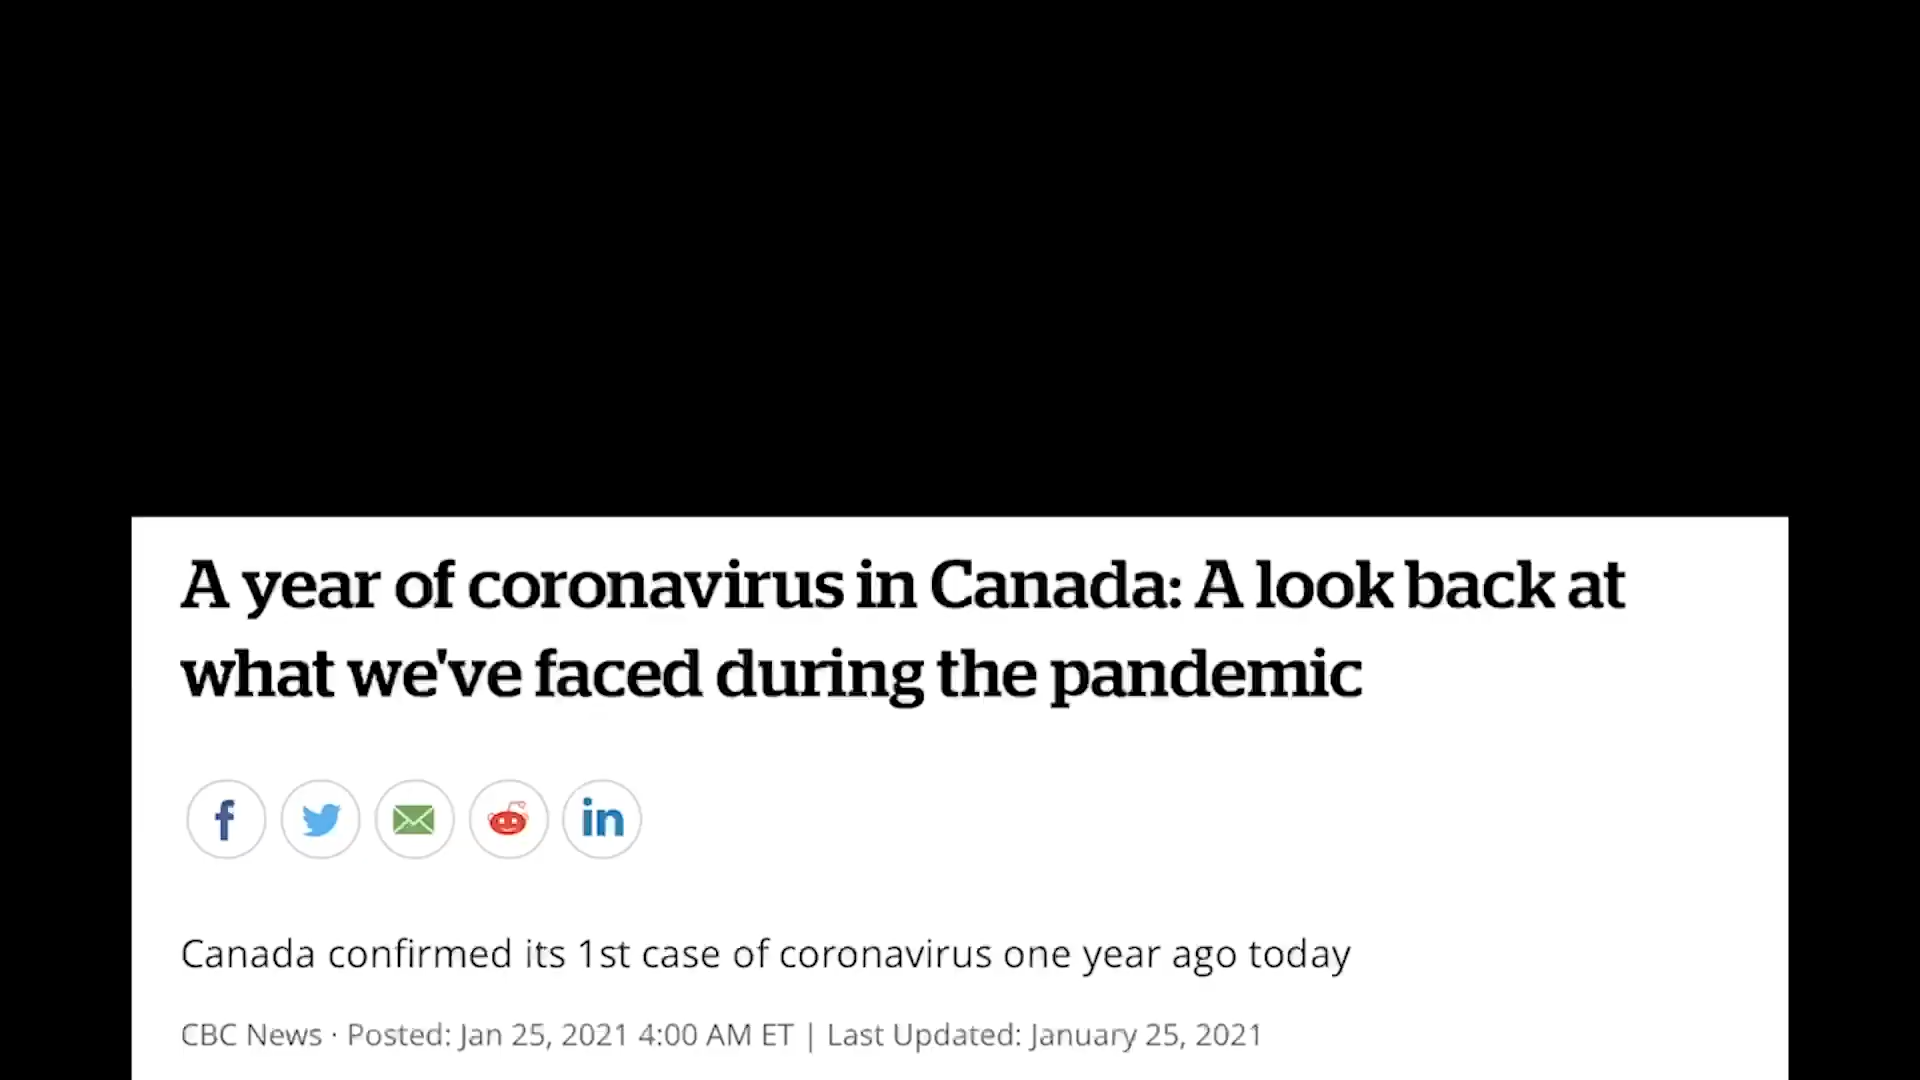 A year of coronavirus in Canada: A look back at
what we've faced during the pandemic
f
in
Canada confirmed its 1st case of coronavirus one year ago today
CBC News · Posted: Jan 25, 2021 4:00 AM ET | Last Updated: January 25, 2021